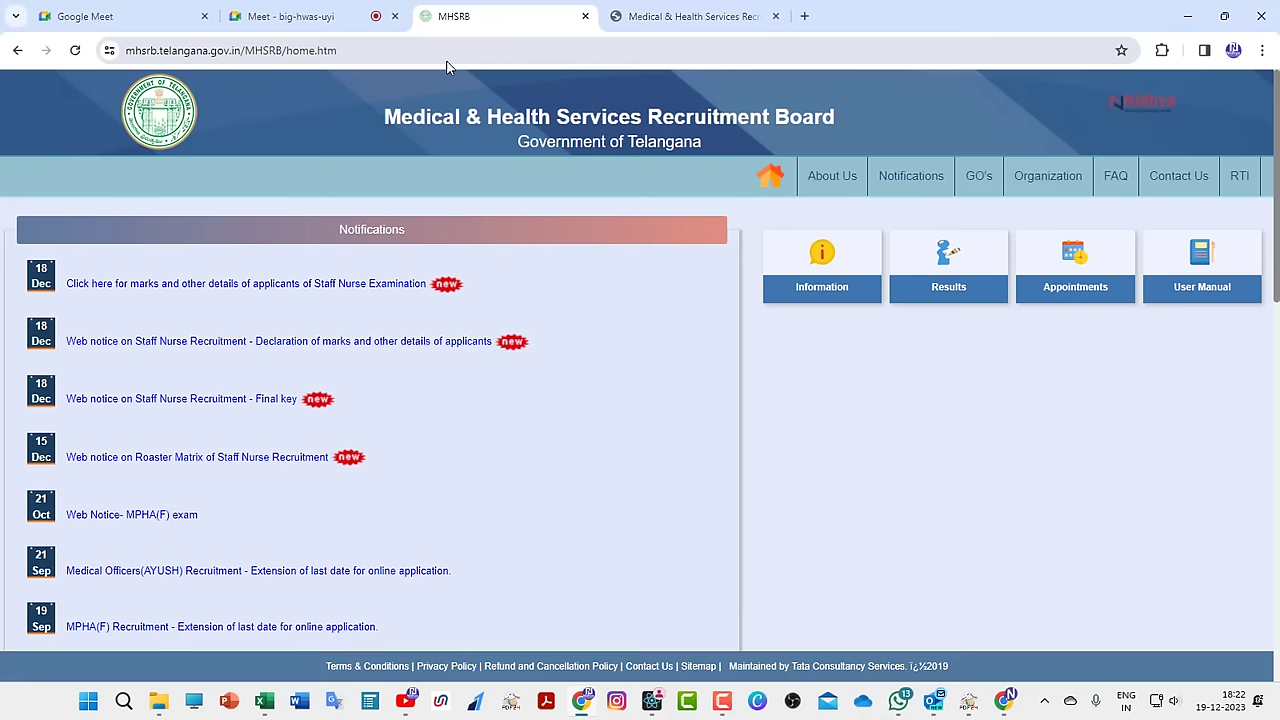 Google Meet
Meet - big-hwas-uyi
MHSRB
Medical & Health Services Rec
mhsrb.telangana.gov.in/MHSRB/home.htm
Medical & Health Services Recruitment Board
Government of Telangana
Nidhya
About Us
Notifications
GO's
Organization
FAQ
Contact Us
RTI
Notifications
18
Dec
Click here for marks and other details of applicants of Staff Nurse Examination new
18
Dec
Web notice on Staff Nurse Recruitment - Declaration of marks and other details of applicants new
18
Dec
Web notice on Staff Nurse Recruitment - Final key new
15
Dec
Web notice on Roaster Matrix of Staff Nurse Recruitment new
21
Oct
Web Notice- MPHA(F) exam
21
Sep
Medical Officers(AYUSH) Recruitment - Extension of last date for online application.
19
Sep
MPHA(F) Recruitment - Extension of last date for online application.
Information
Results
Appointments
User Manual
Terms & Conditions | Privacy Policy | Refund and Cancellation Policy | Contact Us | Sitemap | Maintained by Tata Consultancy Services. ï¿½2019
13
ENG
IN
18:22
19-12-2023